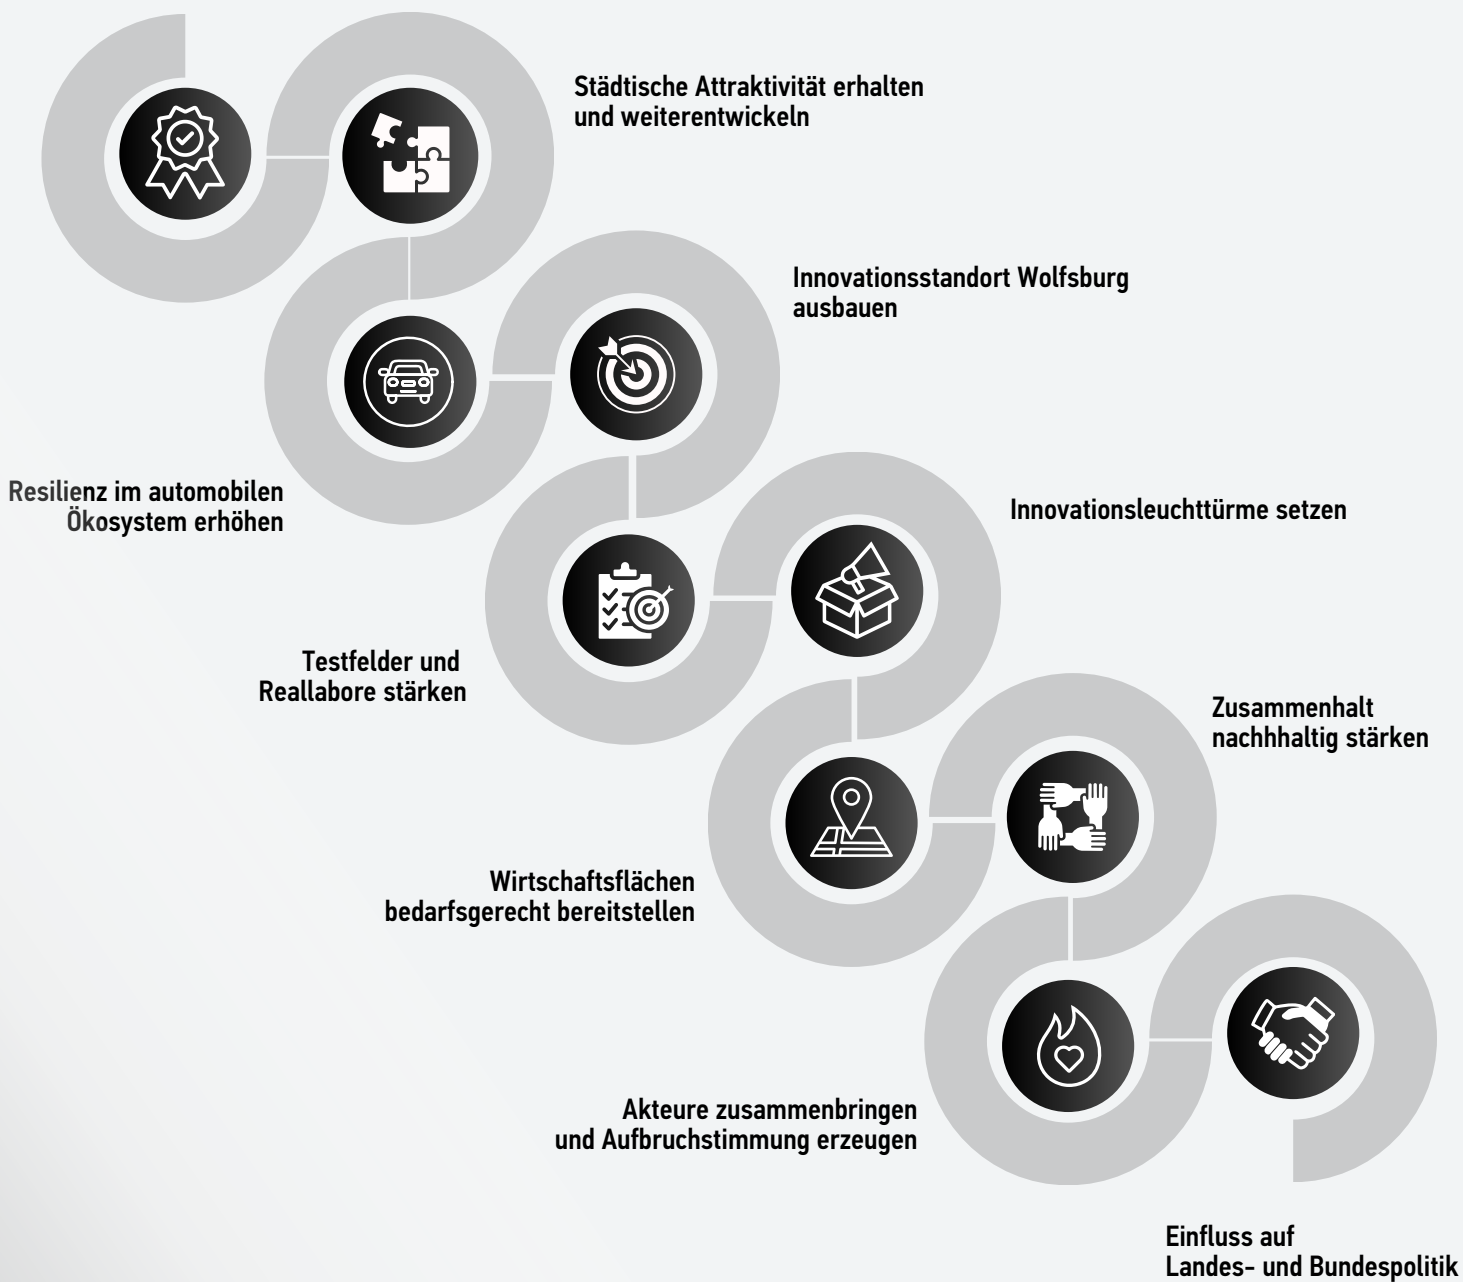 Städtische Attraktivität erhalten
und weiterentwickeln
Innovationsstandort Wolfsburg
ausbauen
Resilienz im automobilen
Ökosystem erhöhen
Innovationsleuchttürme setzen
Testfelder und
Reallabore stärken
Zusammenhalt
nachhhaltig stärken
Wirtschaftsflächen
bedarfsgerecht bereitstellen
Akteure zusammenbringen
und Aufbruchstimmung erzeugen
Einfluss auf
Landes- und Bundespolitik